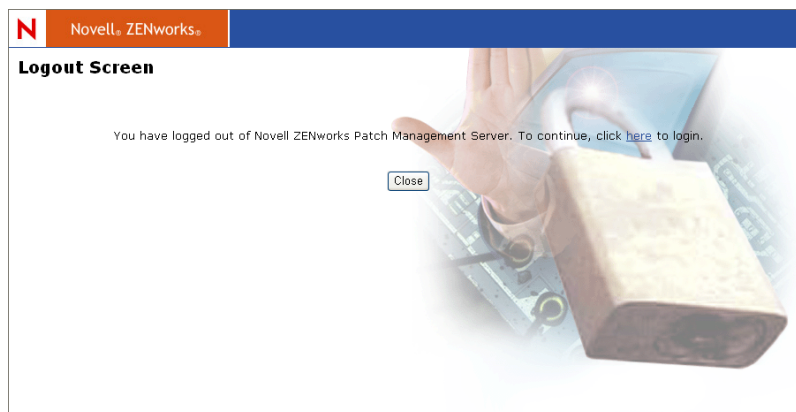 N
Novell® ZENworks®
Logout Screen
You have logged out of Novell ZENworks Patch Management Server. To continue, click here to login.
Close